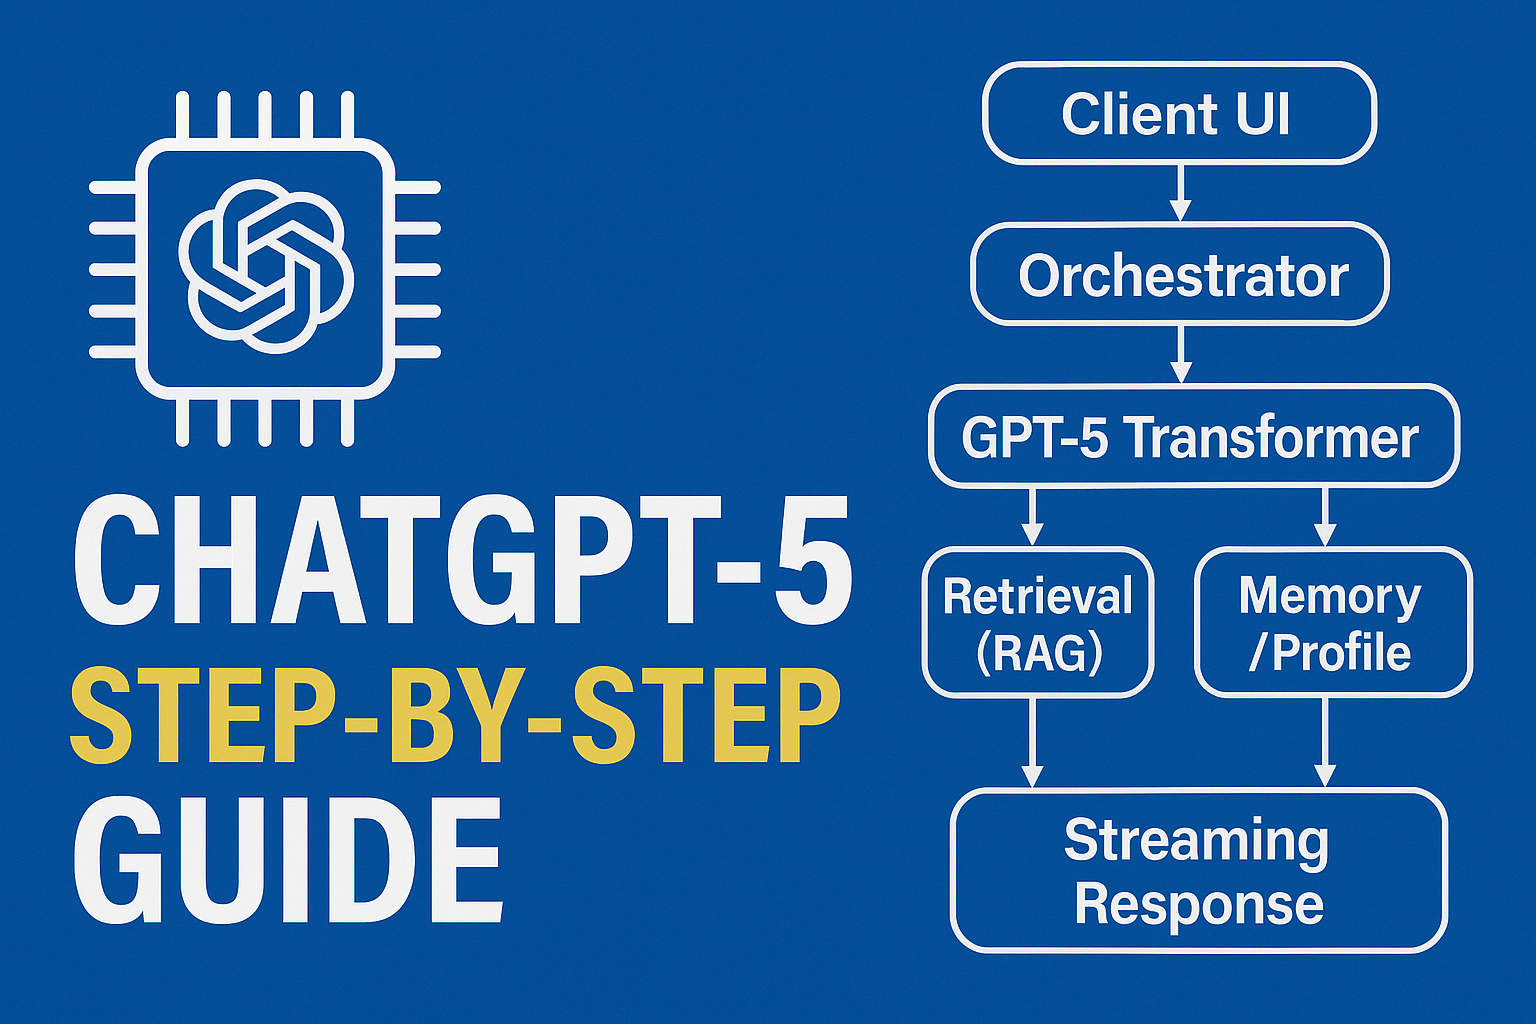 CHATGPT-5
STEP-BY-STEP
GUIDE
Client UI
Orchestrator
GPT-5 Transformer
Retrieval
(RAG)
Memory
/Profile
Streaming
Response